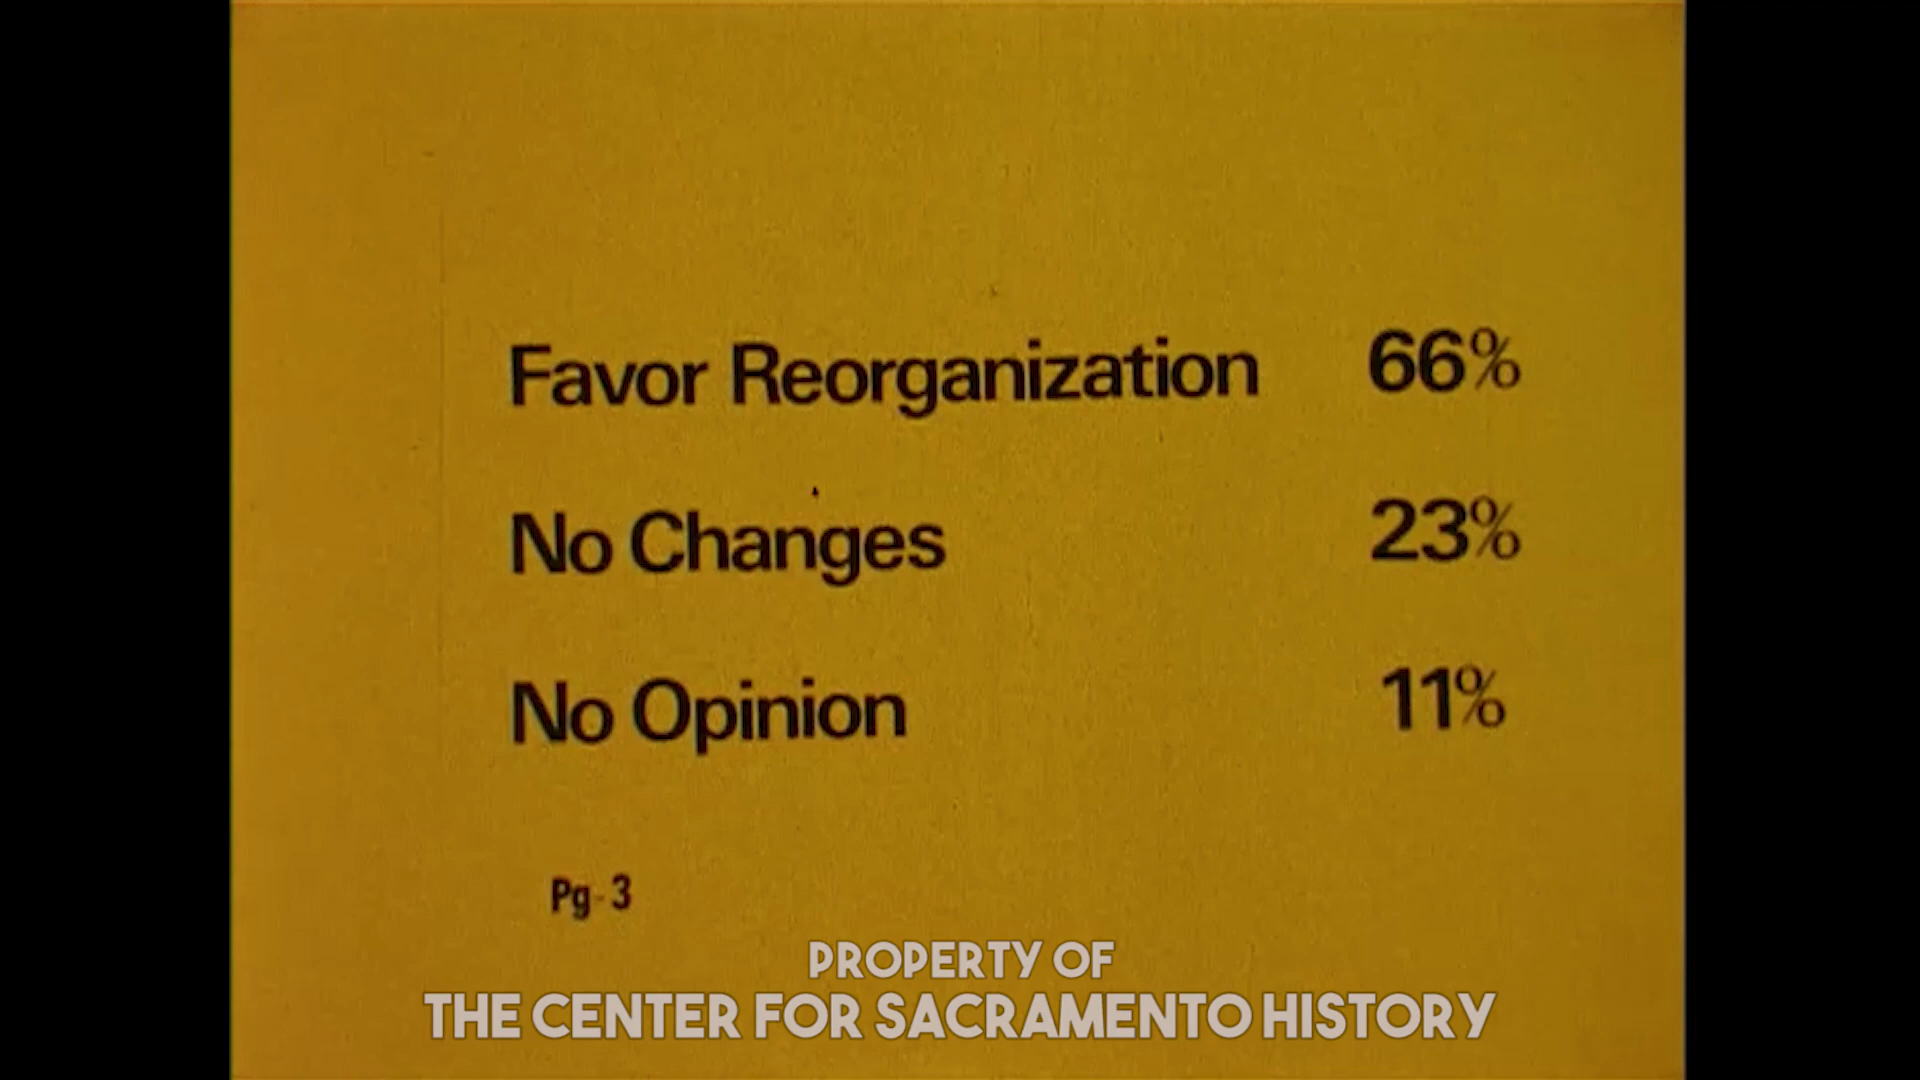 Favor Reorganization 66%
No Changes 23%
No Opinion 11%
Pg-3
PROPERTY OF
THE CENTER FOR SACRAMENTO HISTORY